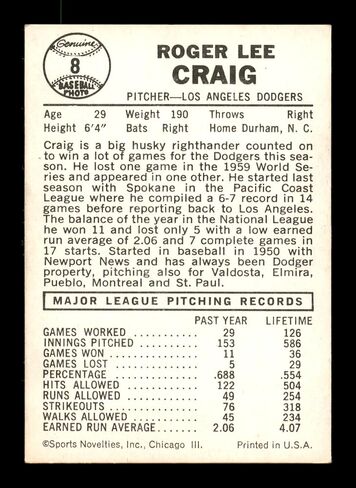 Genuine
8
BASEBALL
PHOTO
ROGER LEE
CRAIG
PITCHER—LOS ANGELES DODGERS
Age 29 Weight 190 Throws Right
Height 6'4" Bats Right Home Durham, N. C.
Craig is a big husky righthander counted on
to win a lot of games for the Dodgers this sea-
son. He lost one game in the 1959 World Se-
ries and appeared in one other. He started last
season with Spokane in the Pacific Coast
League where he compiled a 6-7 record in 14
games before reporting back to Los Angeles.
The balance of the year in the National League
he won 11 and lost only 5 with a low earned
run average of 2.06 and 7 complete games in
17 starts. Started in baseball in 1950 with
Newport News and has always been Dodger
property, pitching also for Valdosta, Elmira,
Pueblo, Montreal and St. Paul.
MAJOR LEAGUE PITCHING RECORDS
PAST YEAR LIFETIME
GAMES WORKED ........... 29 126
INNINGS PITCHED ......... 153 586
GAMES WON ............. 11 36
GAMES LOST ............. 5 29
PERCENTAGE ............. .688 .554
HITS ALLOWED ........... 122 504
RUNS ALLOWED .......... 49 254
STRIKEOUTS ............. 76 318
WALKS ALLOWED ......... 45 234
EARNED RUN AVERAGE...... 2.06 4.07
©Sports Novelties, Inc., Chicago Ill. Printed in U.S.A.